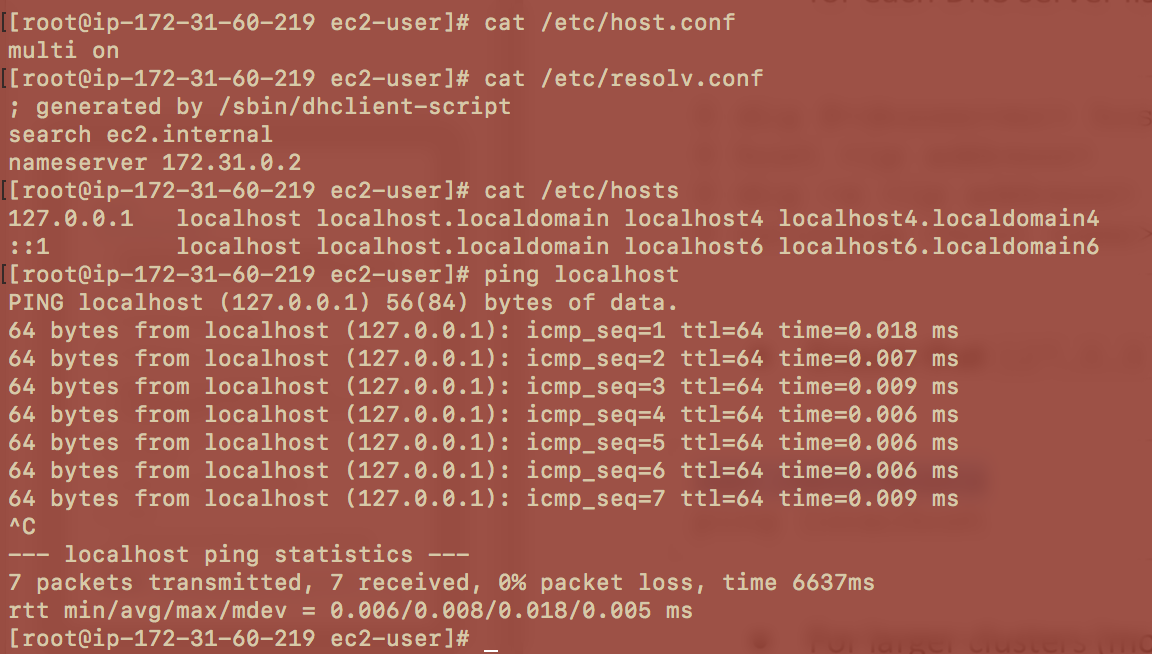 [[root@ip-172-31-60-219 ec2-user]# cat /etc/host.conf
multi on
[[root@ip-172-31-60-219 ec2-user]# cat /etc/resolv.conf
; generated by /sbin/dhclient-script
search ec2.internal
nameserver 172.31.0.2
[[root@ip-172-31-60-219 ec2-user]# cat /etc/hosts
127.0.0.1   localhost localhost.localdomain localhost4 localhost4.localdomain4
::1         localhost localhost.localdomain localhost6 localhost6.localdomain6
[[root@ip-172-31-60-219 ec2-user]# ping localhost
PING localhost (127.0.0.1) 56(84) bytes of data.
64 bytes from localhost (127.0.0.1): icmp_seq=1 ttl=64 time=0.018 ms
64 bytes from localhost (127.0.0.1): icmp_seq=2 ttl=64 time=0.007 ms
64 bytes from localhost (127.0.0.1): icmp_seq=3 ttl=64 time=0.009 ms
64 bytes from localhost (127.0.0.1): icmp_seq=4 ttl=64 time=0.006 ms
64 bytes from localhost (127.0.0.1): icmp_seq=5 ttl=64 time=0.006 ms
64 bytes from localhost (127.0.0.1): icmp_seq=6 ttl=64 time=0.006 ms
64 bytes from localhost (127.0.0.1): icmp_seq=7 ttl=64 time=0.009 ms
^C
--- localhost ping statistics ---
7 packets transmitted, 7 received, 0% packet loss, time 6637ms
rtt min/avg/max/mdev = 0.006/0.008/0.018/0.005 ms
[root@ip-172-31-60-219 ec2-user]#
For larger clusters